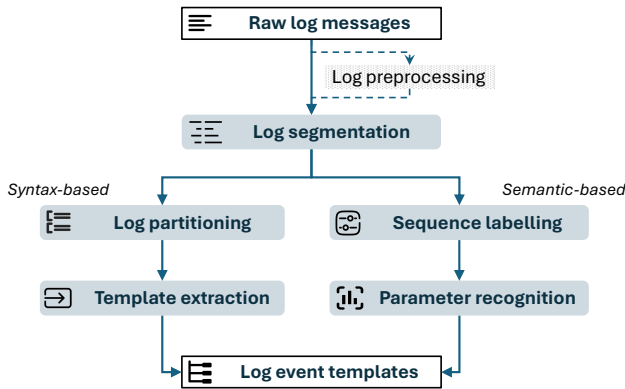 Raw log messages
Log preprocessing
Log segmentation
Syntax-based
Semantic-based
Log partitioning
Sequence labelling
Template extraction
Parameter recognition
Log event templates